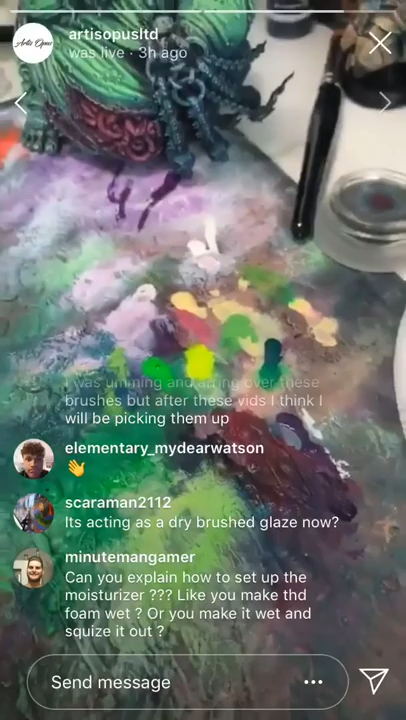 Artis Opus
artisopusltd
was live · 3h ago
I was umming and arring over these
brushes but after these vids I think I
will be picking them up
elementary_mydearwatson
👋
scaraman2112
Its acting as a dry brushed glaze now?
minutemangamer
Can you explain how to set up the
moisturizer ??? Like you make thd
foam wet ? Or you make it wet and
squize it out ?
Send message